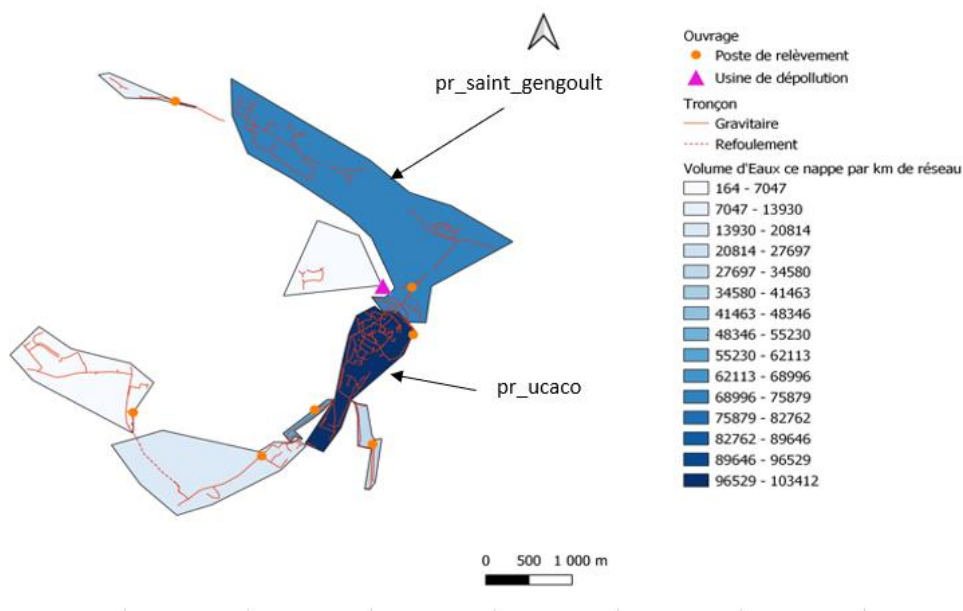 pr_saint_gengoult
pr_ucaco
Ouvrage
Poste de relèvement
Usine de dépollution
Tronçon
Gravitaire
Refoulement
Volume d'Eaux ce nappe par km de réseau
164 - 7047
7047 - 13930
13930 - 20814
20814 - 27697
27697 - 34580
34580 - 41463
41463 - 48346
48346 - 55230
55230 - 62113
62113 - 68996
68996 - 75879
75879 - 82762
82762 - 89646
89646 - 96529
96529 - 103412
0 500 1 000 m